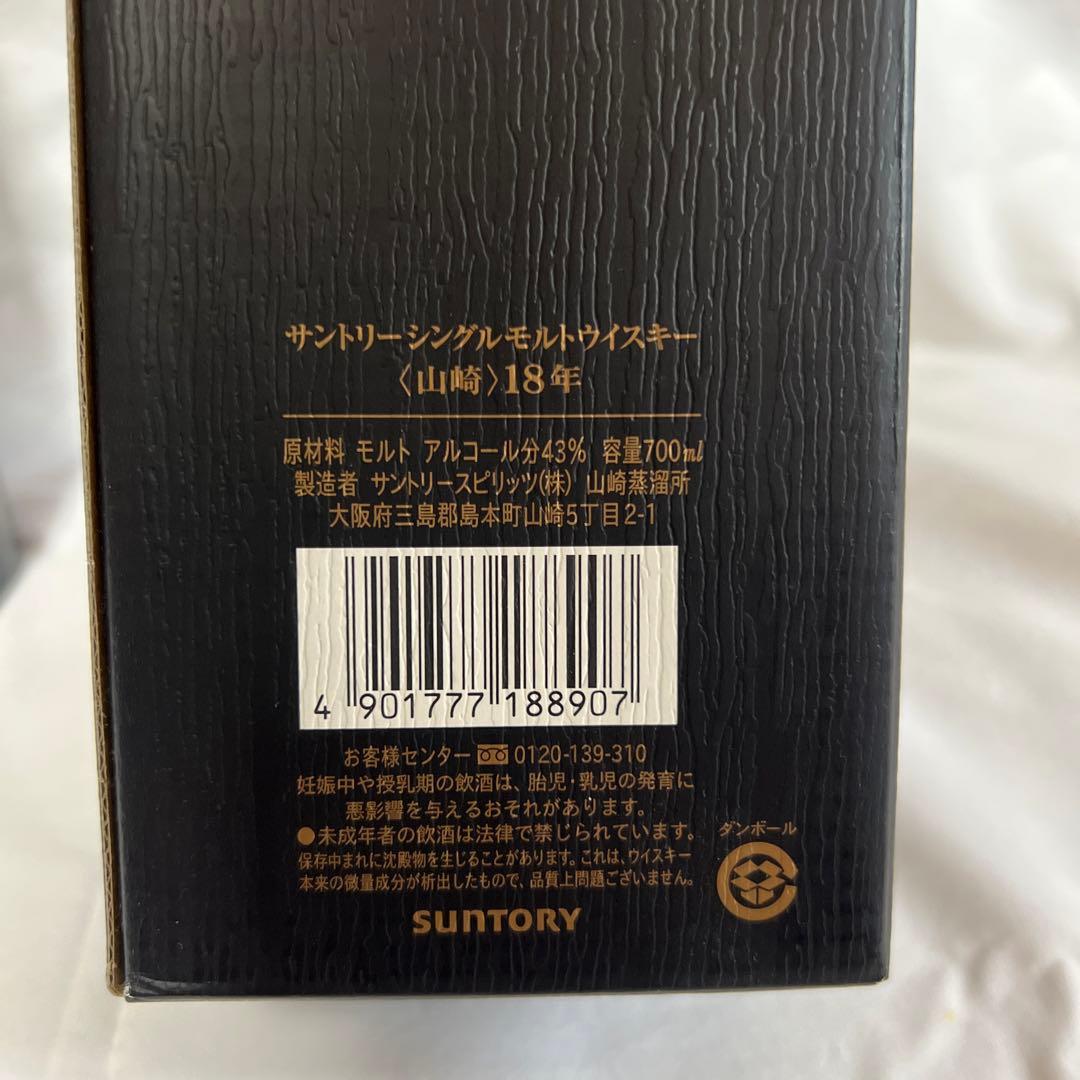 サントリーシングルモルトウイスキー
〈山崎〉18年
原材料 モルト アルコール分43% 容量700ml
製造者 サントリースピリッツ(株) 山崎蒸溜所
大阪府三島郡島本町山崎5丁目2-1
4 901777 188907
お客様センター 0120-139-310
妊娠中や授乳期の飲酒は、胎児・乳児の発育に
悪影響を与えるおそれがあります。
●未成年者の飲酒は法律で禁じられています。
保存中まれに沈殿物を生じることがあります。これは、ウイスキー
本来の微量成分が析出したもので、品質上問題ございません。
ダンボール
SUNTORY